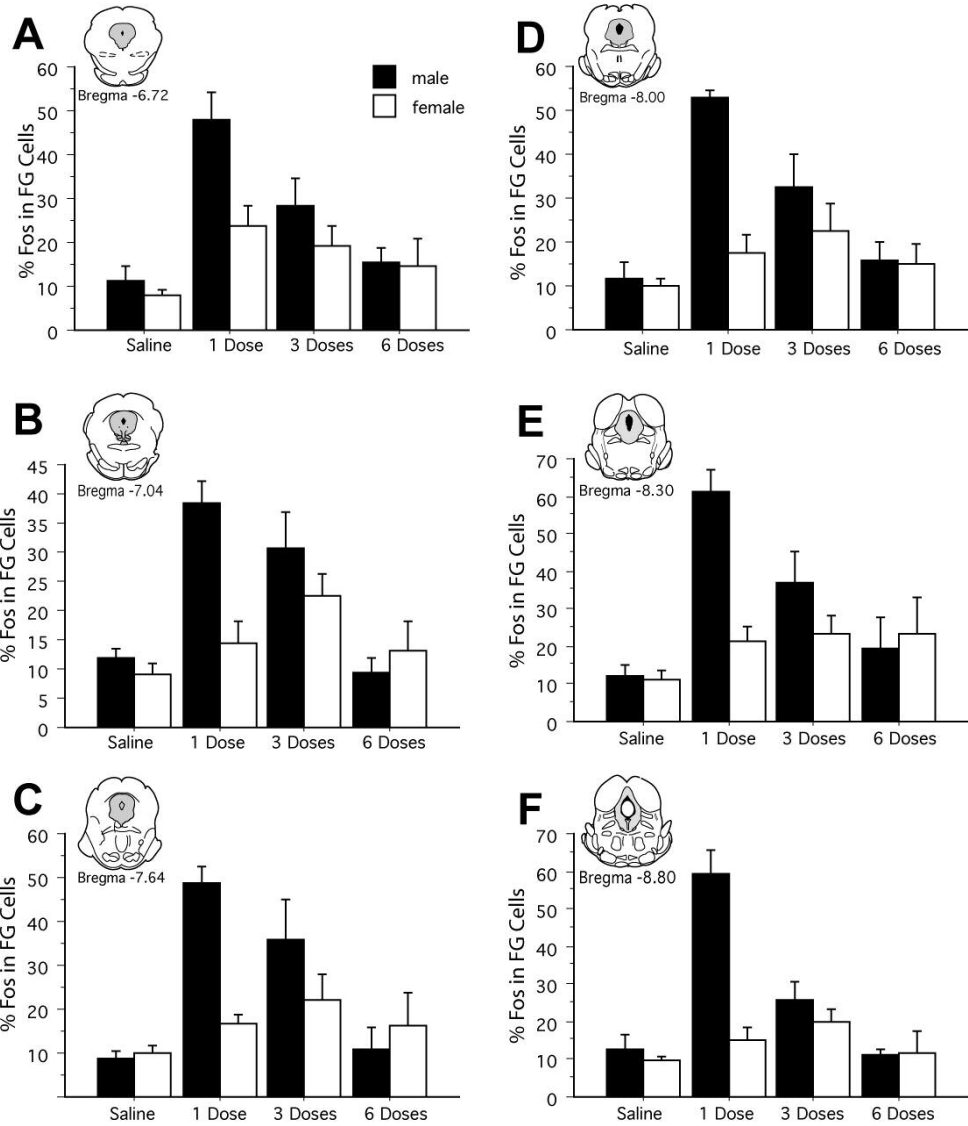 A
Bregma -6.72
male
female
% Fos in FG Cells
60
50
40
30
20
10
0
Saline 1 Dose 3 Doses 6 Doses
D
Bregma -8.00
% Fos in FG Cells
60
50
40
30
20
10
0
Saline 1 Dose 3 Doses 6 Doses
B
Bregma -7.04
% Fos in FG Cells
45
40
35
30
25
20
15
10
5
0
Saline 1 Dose 3 Doses 6 Doses
E
Bregma -8.30
% Fos in FG Cells
70
60
50
40
30
20
10
0
Saline 1 Dose 3 Doses 6 Doses
C
Bregma -7.64
% Fos in FG Cells
60
50
40
30
20
10
Saline 1 Dose 3 Doses 6 Doses
F
Bregma -8.80
% Fos in FG Cells
70
60
50
40
30
20
10
0
Saline 1 Dose 3 Doses 6 Doses